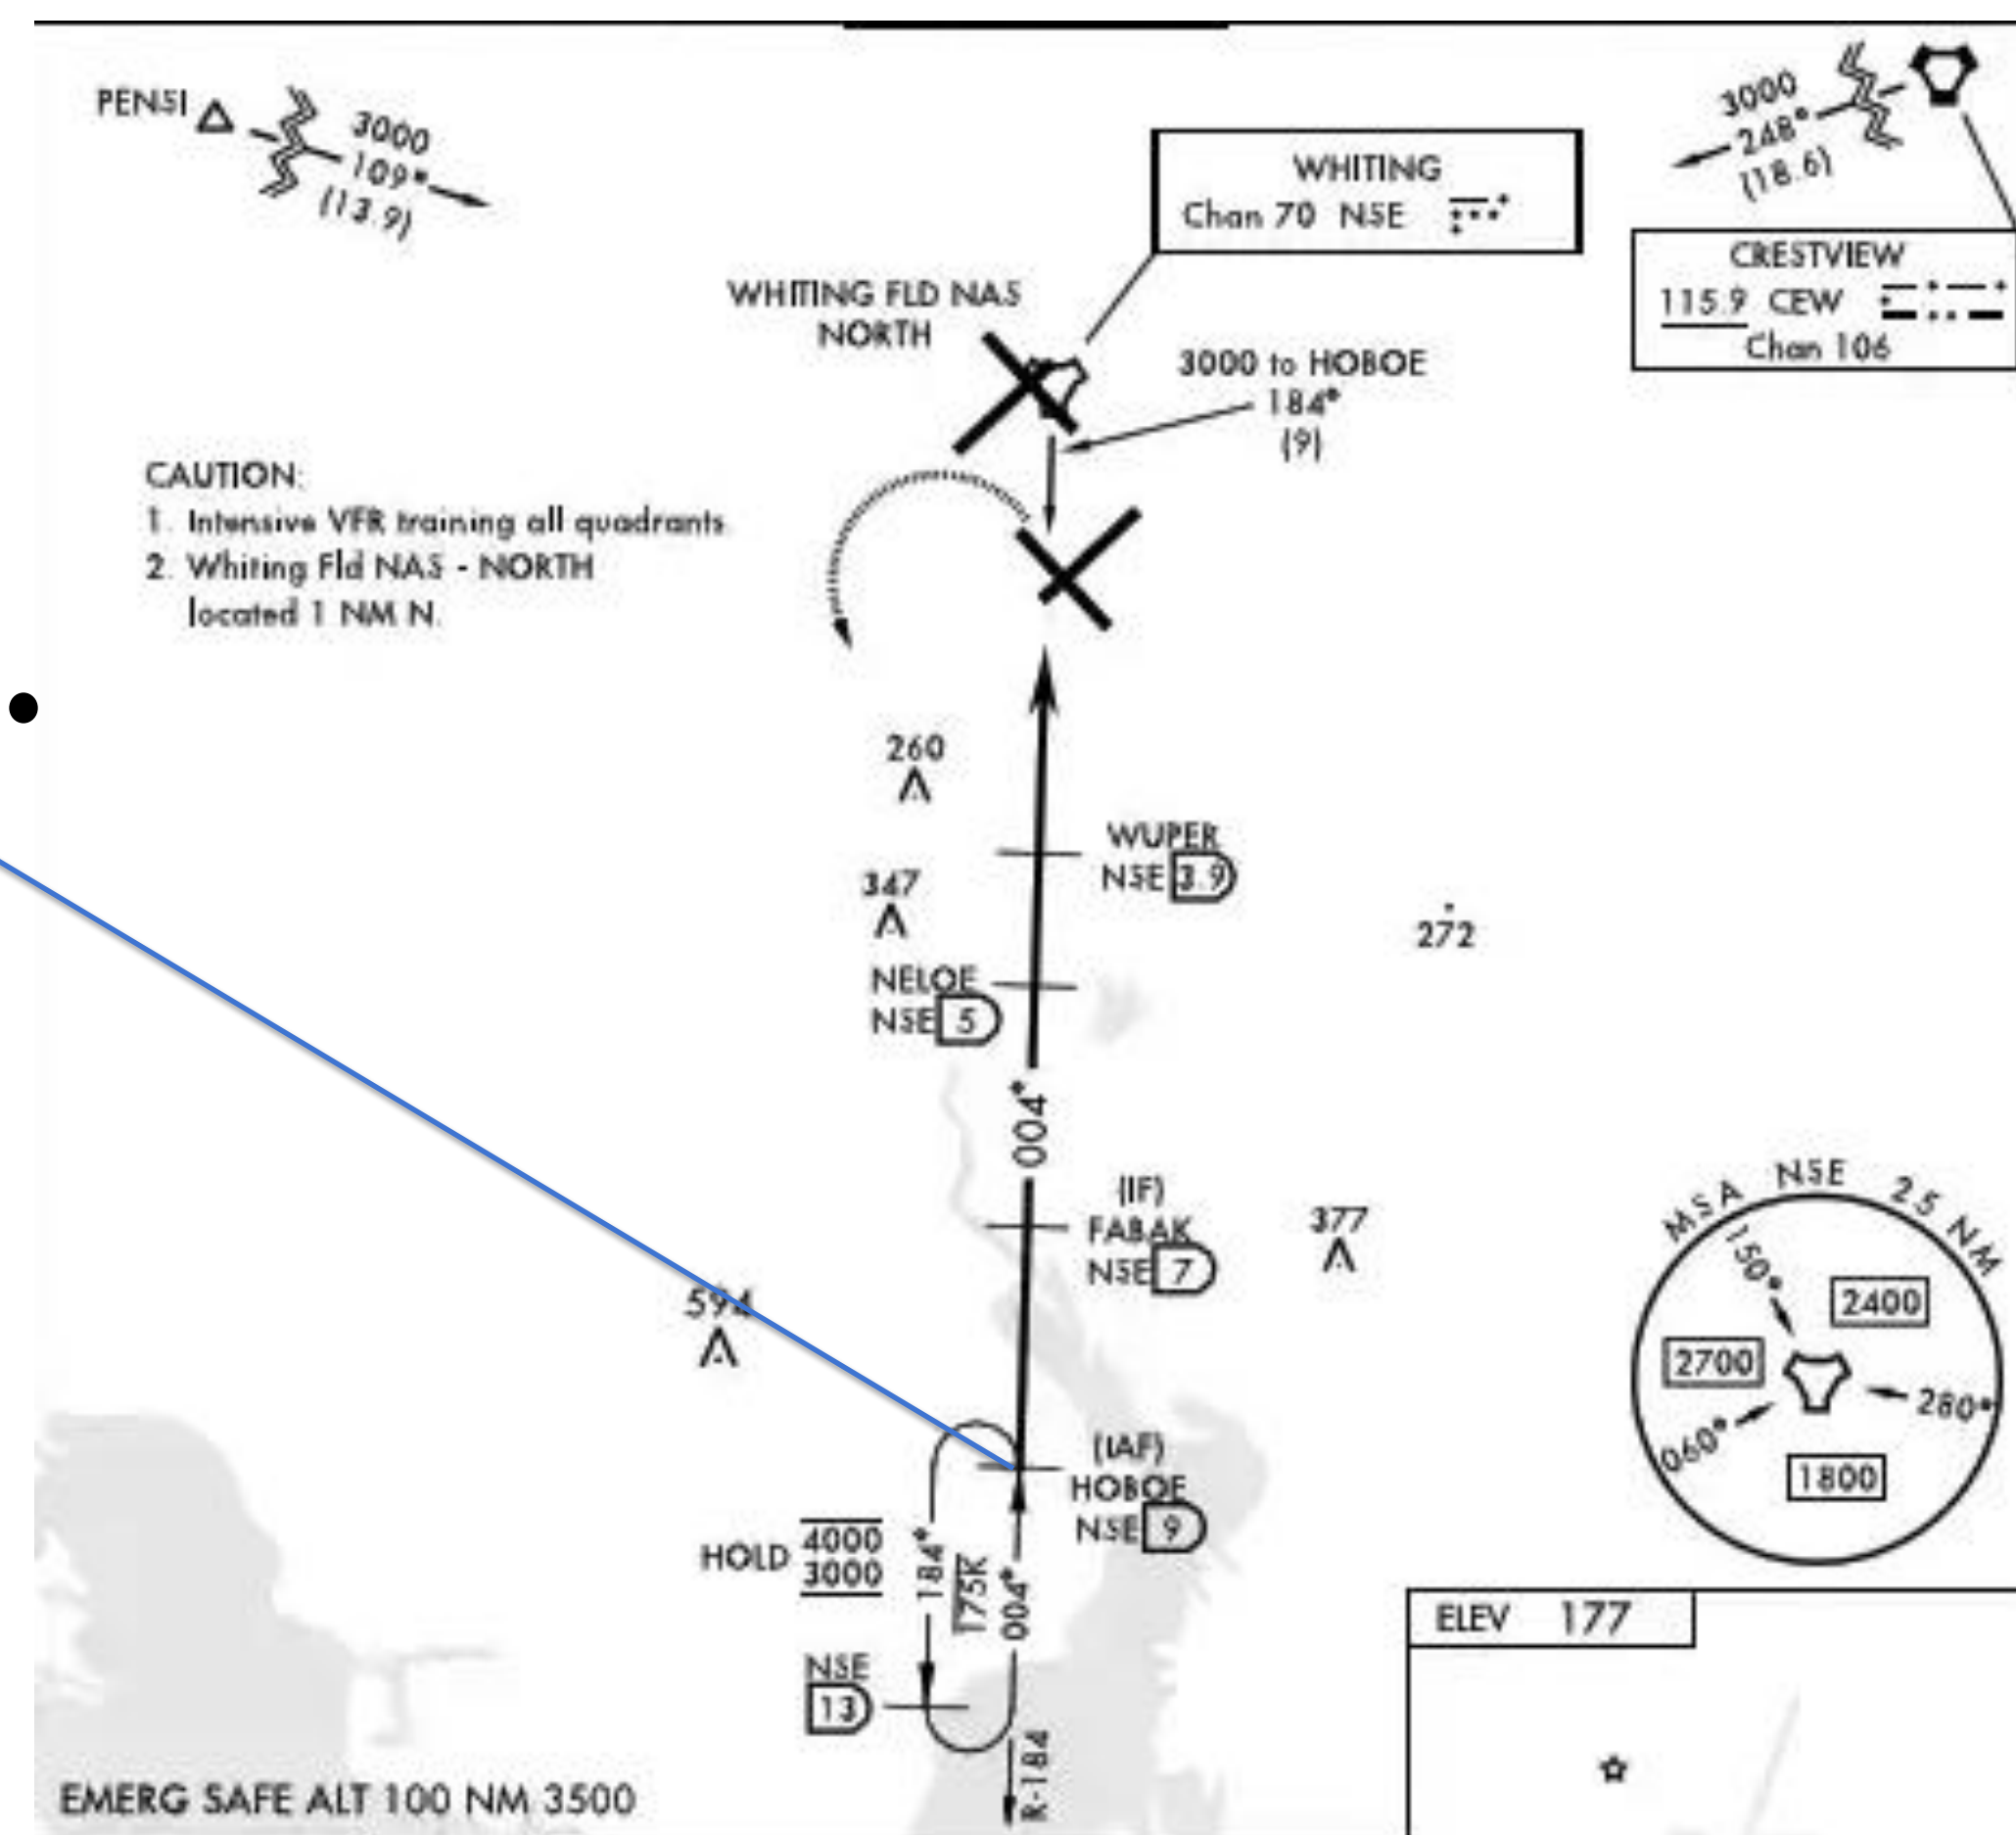 PENSI
3000
109°
(13.9)
WHITING
Chan 70 NSE
3000
248°
(18.6)
CRESTVIEW
115.9 CEW
Chan 106
WHITING FLD NAS
NORTH
3000 to HOBOE
184°
(9)
CAUTION:
1. Intensive VFR training all quadrants.
2. Whiting Fld NAS - NORTH
located 1 NM N.
260
WUPER
NSE 3.9
347
272
NELOE
NSE 5
004°
(IF)
FABAK
NSE 7
377
594
MSA NSE 25 NM
150°
2400
2700
280°
060°
1800
(IAF)
HOBOE
NSE 9
HOLD 4000
3000
184°
175K
004°
NSE
13
R-184
ELEV 177
EMERG SAFE ALT 100 NM 3500